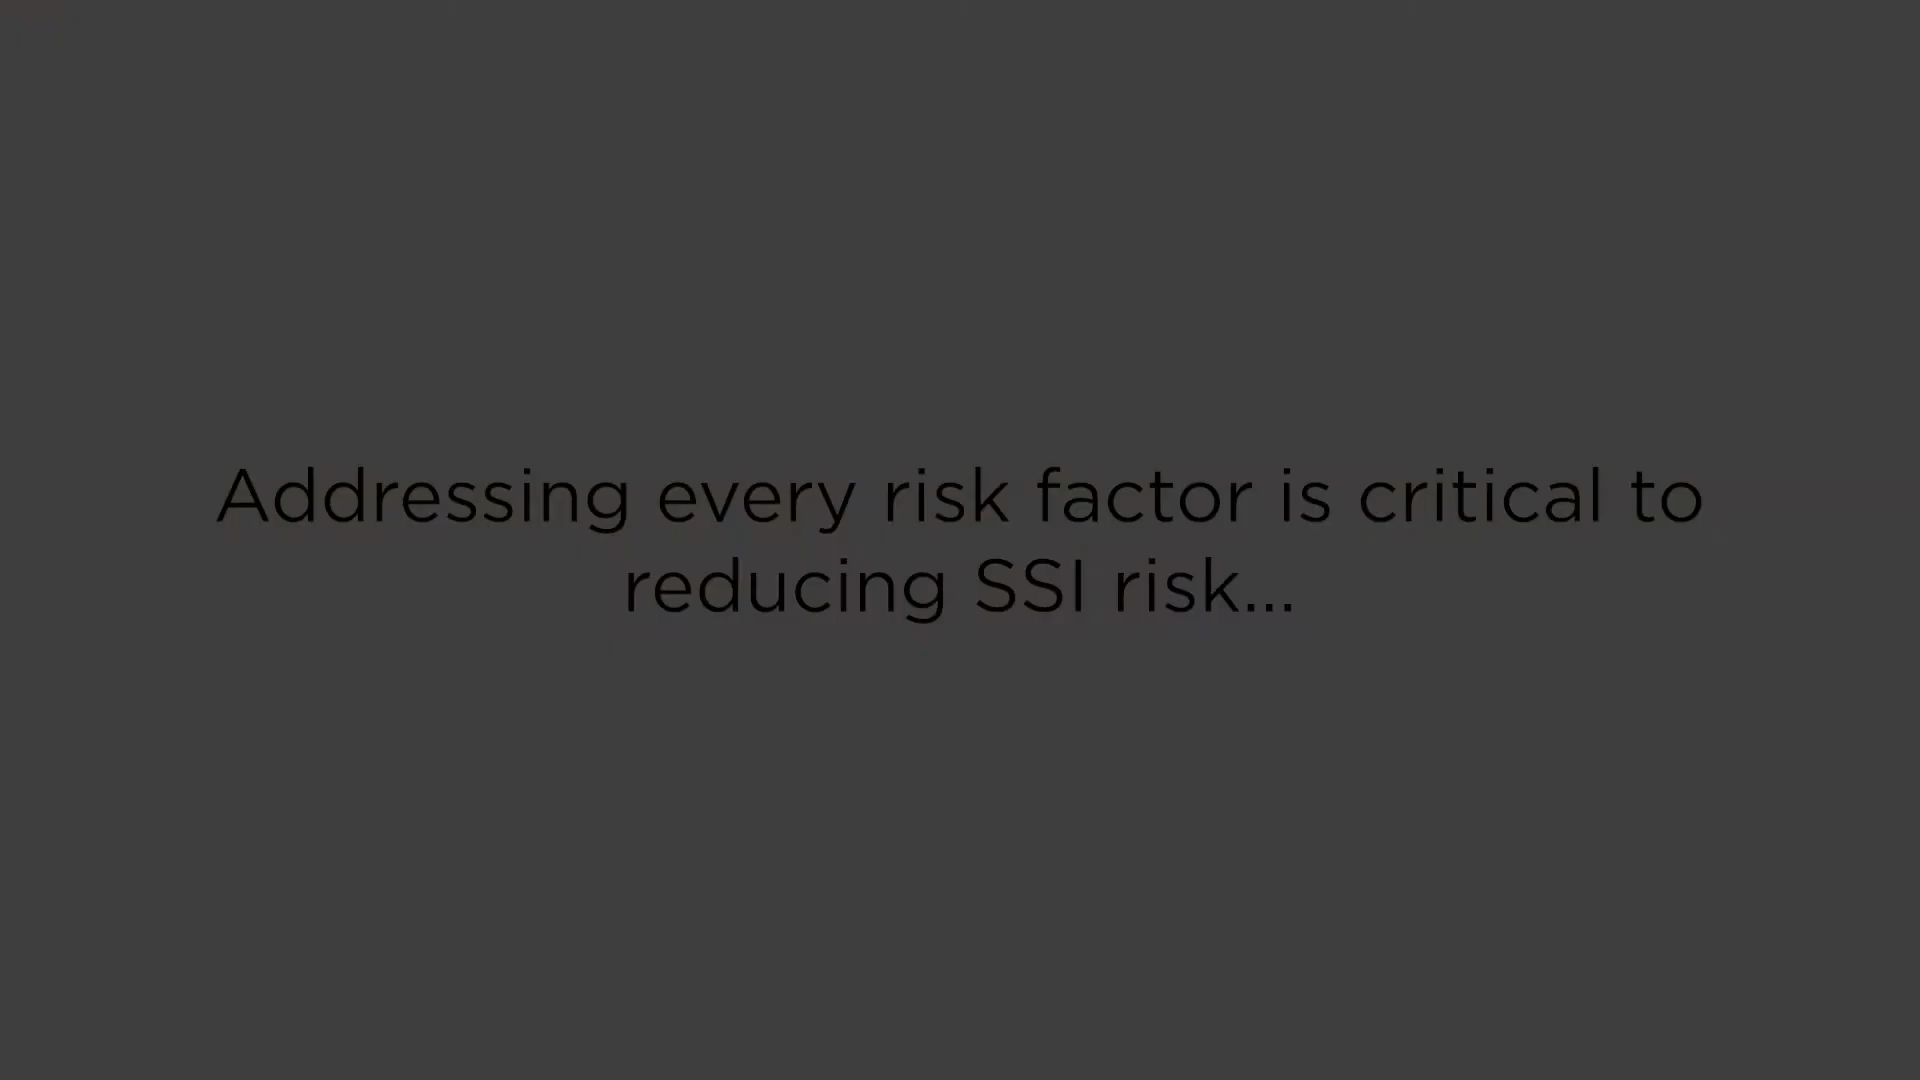 Addressing every risk factor is critical to
reducing SSI risk...